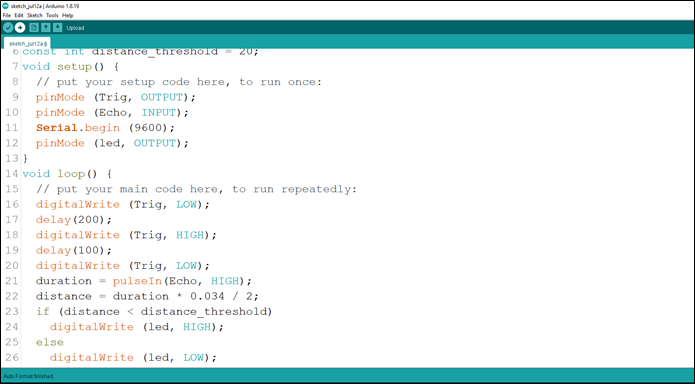 sketch_jul12a | Arduino 1.8.19
File Edit Sketch Tools Help
Upload
sketch_jul12a §
6 const int distance_threshold = 20;
7 void setup() {
8 // put your setup code here, to run once:
9 pinMode (Trig, OUTPUT);
10 pinMode (Echo, INPUT);
11 Serial.begin (9600);
12 pinMode (led, OUTPUT);
13 }
14 void loop() {
15 // put your main code here, to run repeatedly:
16 digitalWrite (Trig, LOW);
17 delay(200);
18 digitalWrite (Trig, HIGH);
19 delay(100);
20 digitalWrite (Trig, LOW);
21 duration = pulseIn(Echo, HIGH);
22 distance = duration * 0.034 / 2;
23 if (distance < distance_threshold)
24 digitalWrite (led, HIGH);
25 else
26 digitalWrite (led, LOW);
Auto Format finished.